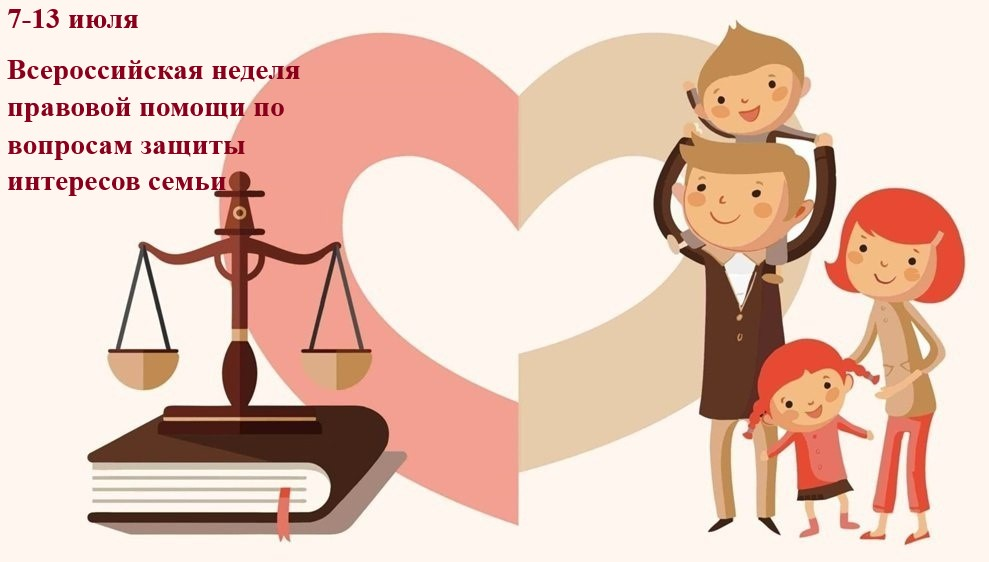 7-13 июля
Всероссийская неделя
правовой помощи по
вопросам защиты
интересов семьи